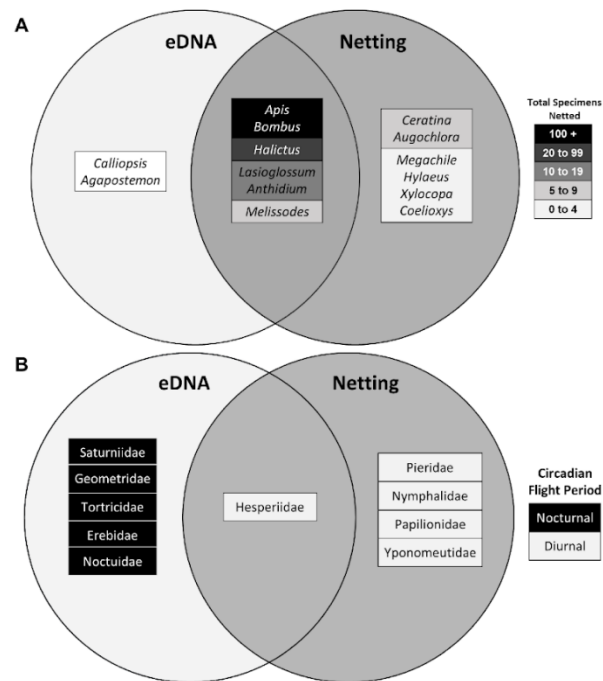 A
eDNA
Netting
Calliopsis
Agapostemon
Apis
Bombus
Halictus
Lasioglossum
Anthidium
Melissodes
Ceratina
Augochlora
Megachile
Hylaeus
Xylocopa
Coelioxys
Total Specimens
Netted
100 +
20 to 99
10 to 19
5 to 9
0 to 4
B
eDNA
Netting
Saturniidae
Geometridae
Tortricidae
Erebidae
Noctuidae
Hesperiidae
Pieridae
Nymphalidae
Papilionidae
Yponomeutidae
Circadian
Flight Period
Nocturnal
Diurnal